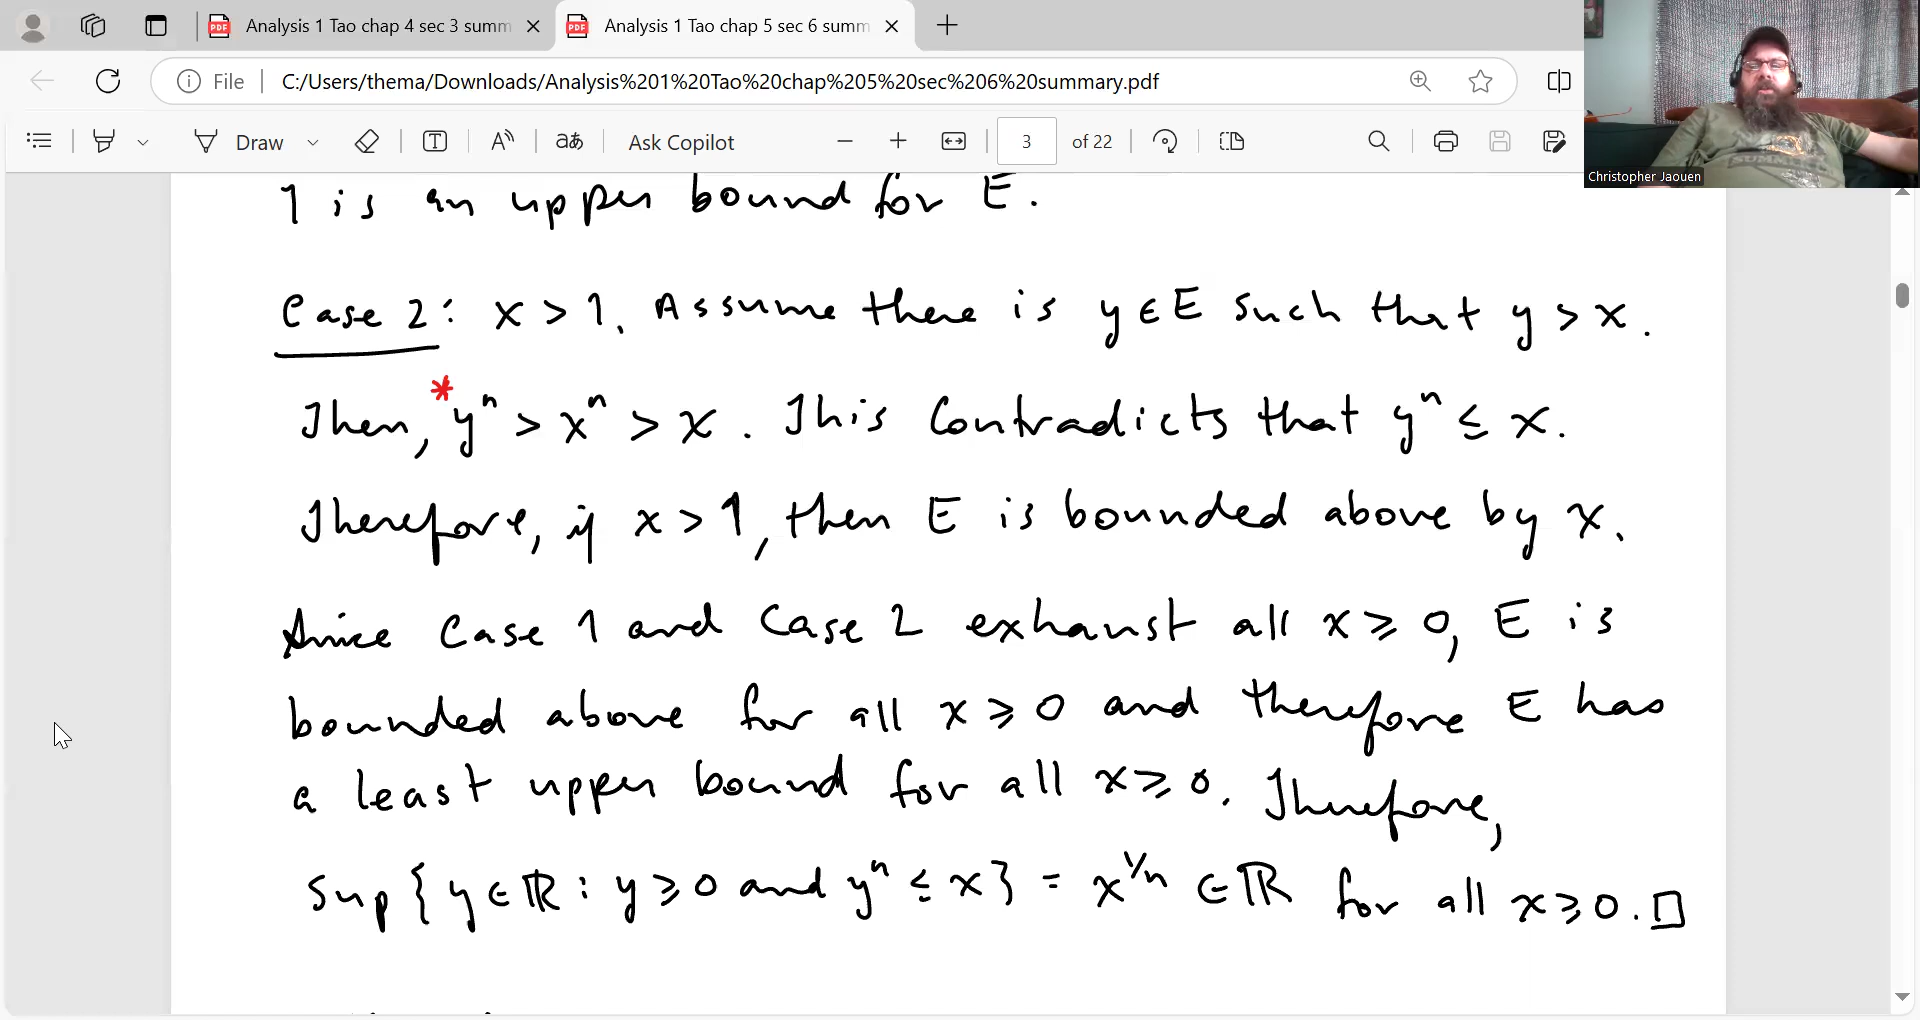 Analysis 1 Tao chap 4 sec 3 summ
Analysis 1 Tao chap 5 sec 6 summ
File
C:/Users/thema/Downloads/Analysis%201%20Tao%20chap%205%20sec%206%20summary.pdf
Draw
Ask Copilot
3 of 22
Christopher Jaouen
1 is an upper bound for E.
Case 2: x > 1. Assume there is y ∈ E such that y > x.
Then, *yⁿ > xⁿ > x. This contradicts that yⁿ ≤ x.
Therefore, if x > 1, then E is bounded above by x.
Since Case 1 and Case 2 exhaust all x ≥ 0, E is
bounded above for all x ≥ 0 and therefore E has
a least upper bound for all x ≥ 0. Therefore,
Sup{y ∈ ℝ : y ≥ 0 and yⁿ ≤ x} = x^(1/n) ∈ ℝ for all x ≥ 0. □